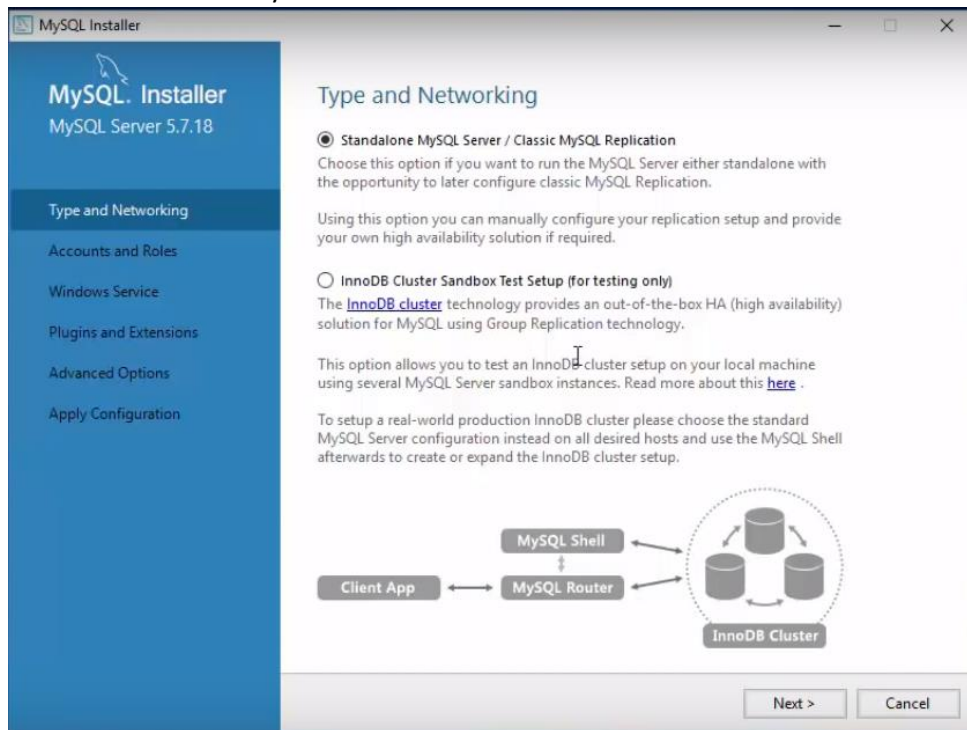 MySQL Installer
MySQL. Installer
MySQL Server 5.7.18
Type and Networking
Accounts and Roles
Windows Service
Plugins and Extensions
Advanced Options
Apply Configuration
Type and Networking
Standalone MySQL Server / Classic MySQL Replication
Choose this option if you want to run the MySQL Server either standalone with
the opportunity to later configure classic MySQL Replication.
Using this option you can manually configure your replication setup and provide
your own high availability solution if required.
InnoDB Cluster Sandbox Test Setup (for testing only)
The InnoDB cluster technology provides an out-of-the-box HA (high availability)
solution for MySQL using Group Replication technology.
This option allows you to test an InnoDB cluster setup on your local machine
using several MySQL Server sandbox instances. Read more about this here .
To setup a real-world production InnoDB cluster please choose the standard
MySQL Server configuration instead on all desired hosts and use the MySQL Shell
afterwards to create or expand the InnoDB cluster setup.
MySQL Shell
Client App
MySQL Router
InnoDB Cluster
Next >
Cancel